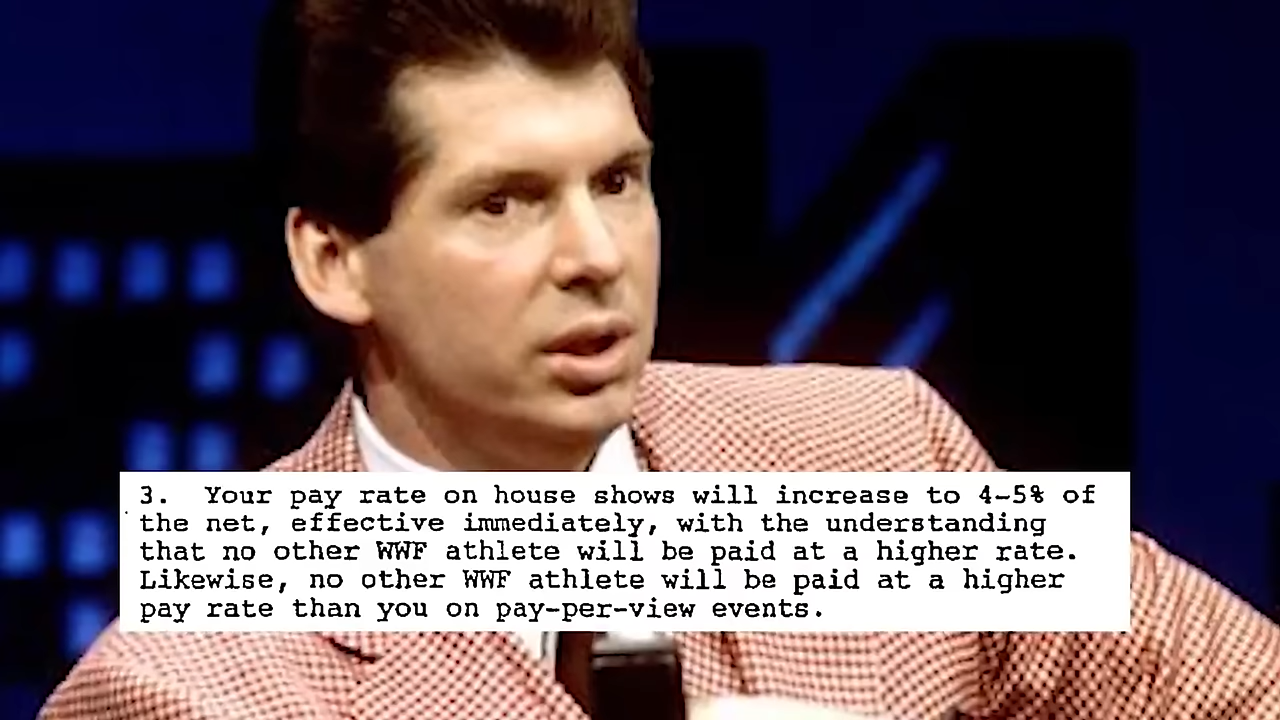 3. Your pay rate on house shows will increase to 4-5% of
the net, effective immediately, with the understanding
that no other WWF athlete will be paid at a higher rate.
Likewise, no other WWF athlete will be paid at a higher
pay rate than you on pay-per-view events.